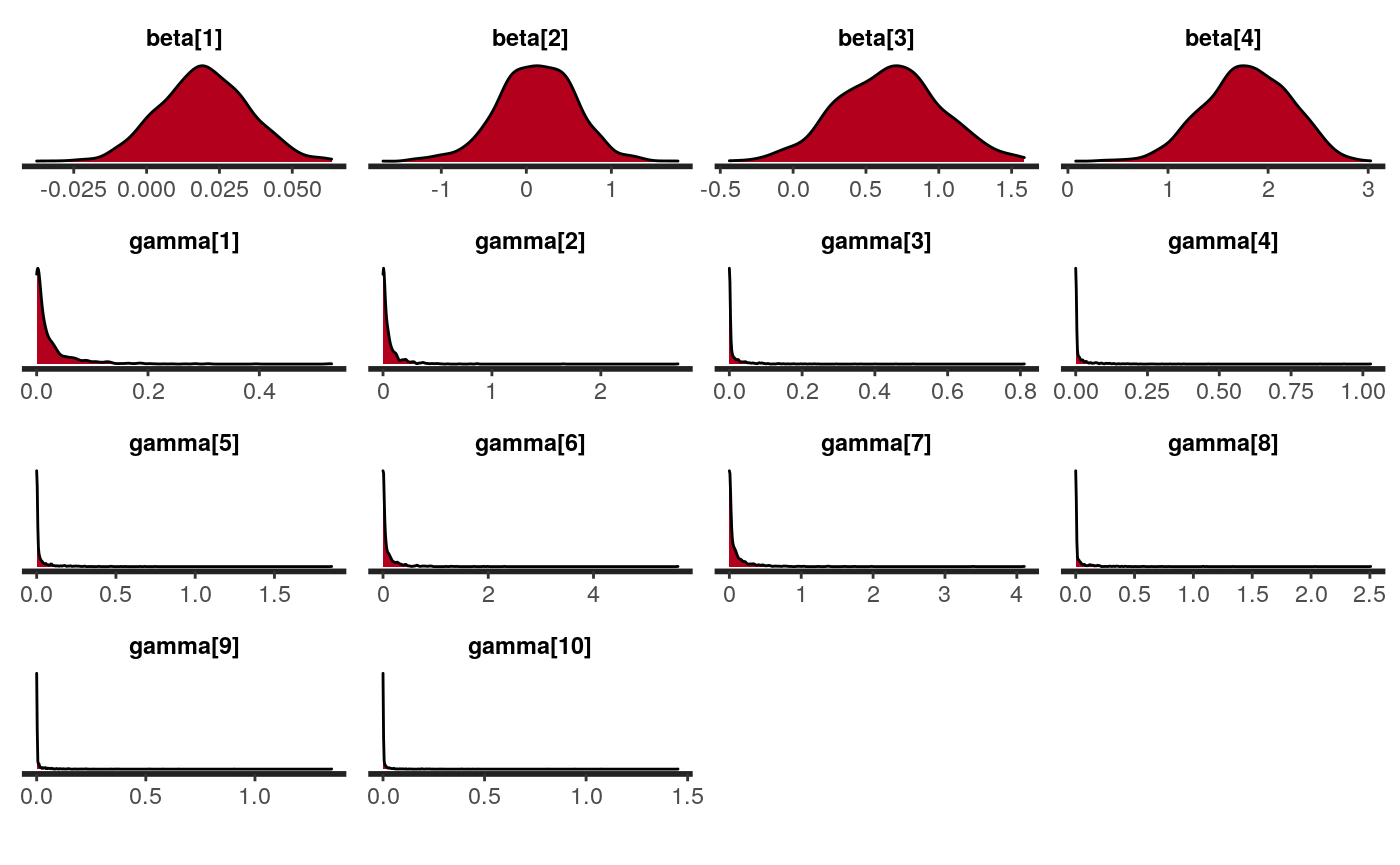 beta[1] beta[2] beta[3] beta[4]
-0.025 0.000 0.025 0.050 -1 0 1 -0.5 0.0 0.5 1.0 1.5 0 1 2 3
gamma[1] gamma[2] gamma[3] gamma[4]
0.0 0.2 0.4 0 1 2 0.0 0.2 0.4 0.6 0.8 0.00 0.25 0.50 0.75 1.00
gamma[5] gamma[6] gamma[7] gamma[8]
0.0 0.5 1.0 1.5 0 2 4 0 1 2 3 4 0.0 0.5 1.0 1.5 2.0 2.5
gamma[9] gamma[10]
0.0 0.5 1.0 0.0 0.5 1.0 1.5